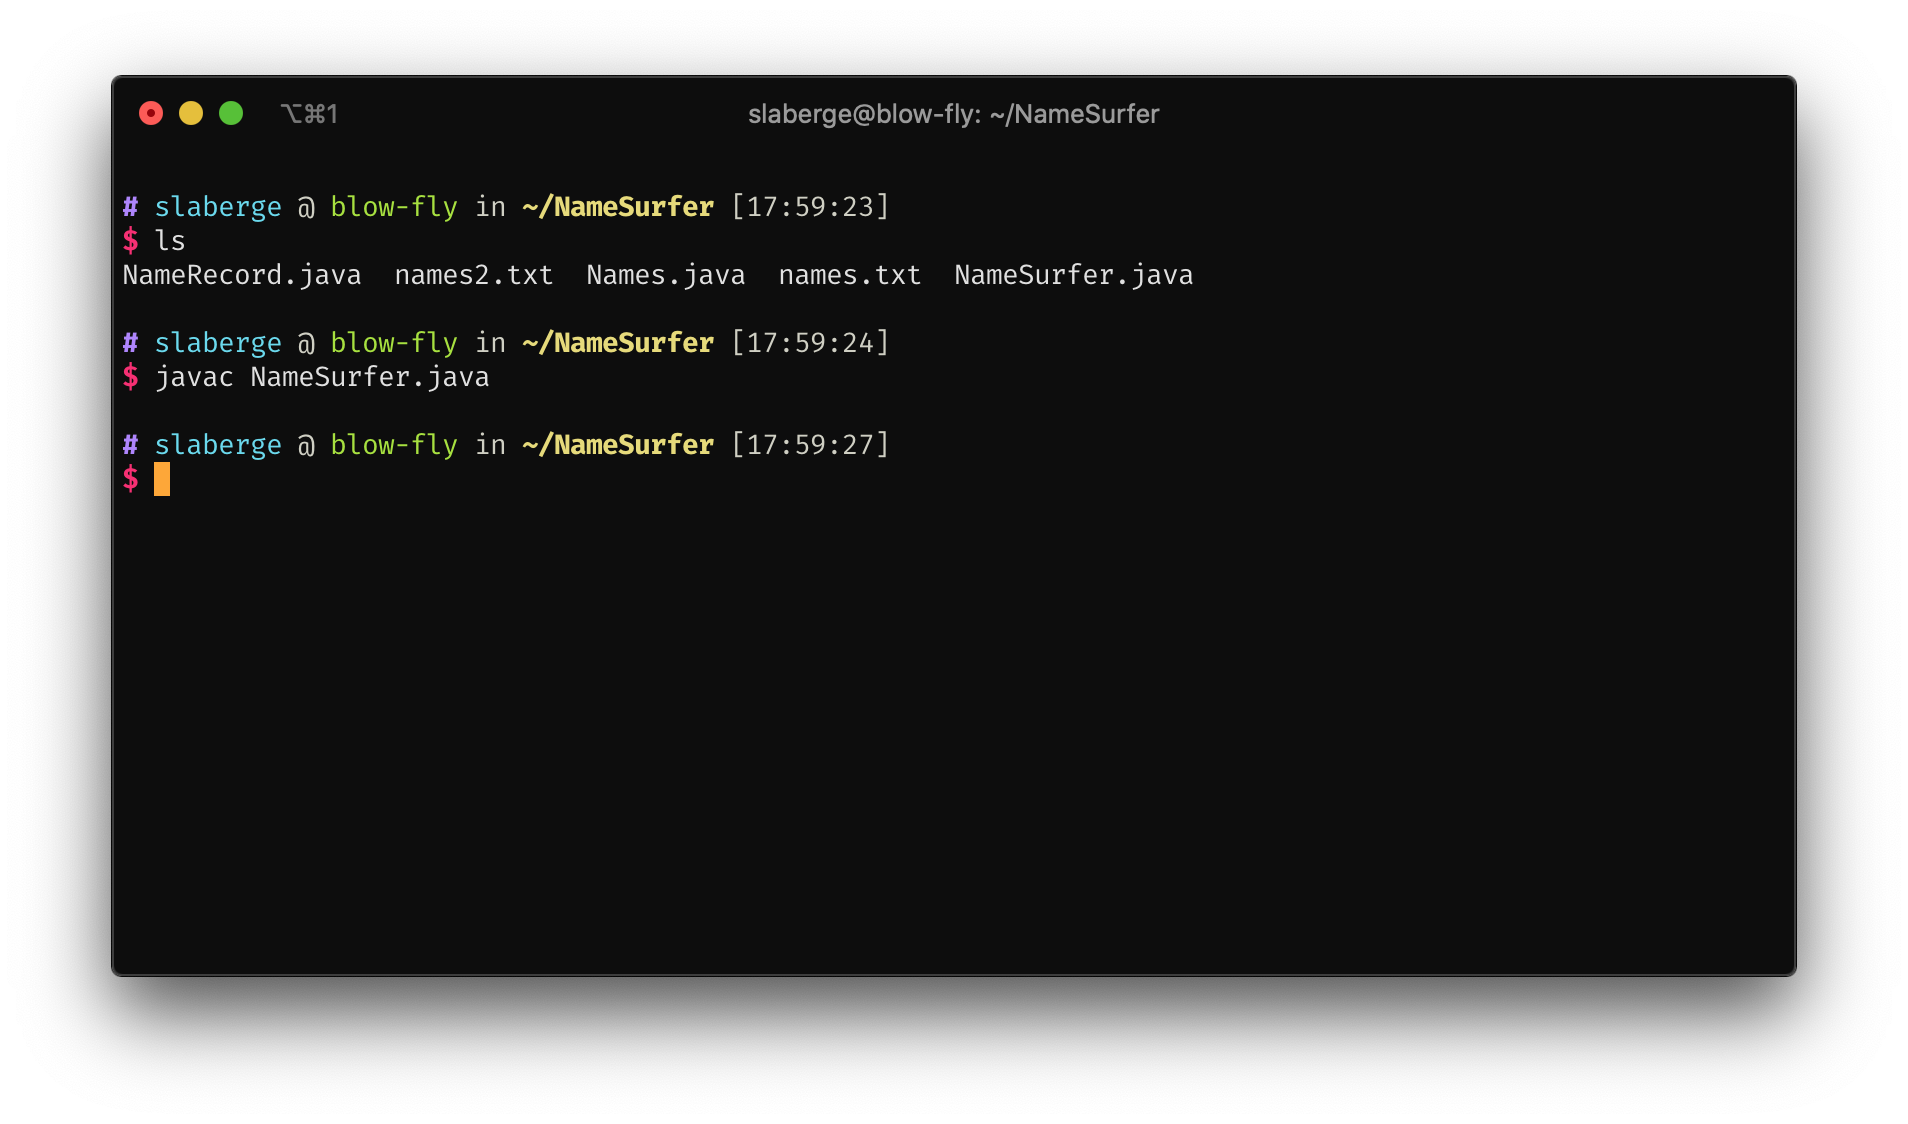 ⌥⌘1 slaberge@blow-fly: ~/NameSurfer
# slaberge @ blow-fly in ~/NameSurfer [17:59:23]
$ ls
NameRecord.java  names2.txt  Names.java  names.txt  NameSurfer.java
# slaberge @ blow-fly in ~/NameSurfer [17:59:24]
$ javac NameSurfer.java
# slaberge @ blow-fly in ~/NameSurfer [17:59:27]
$